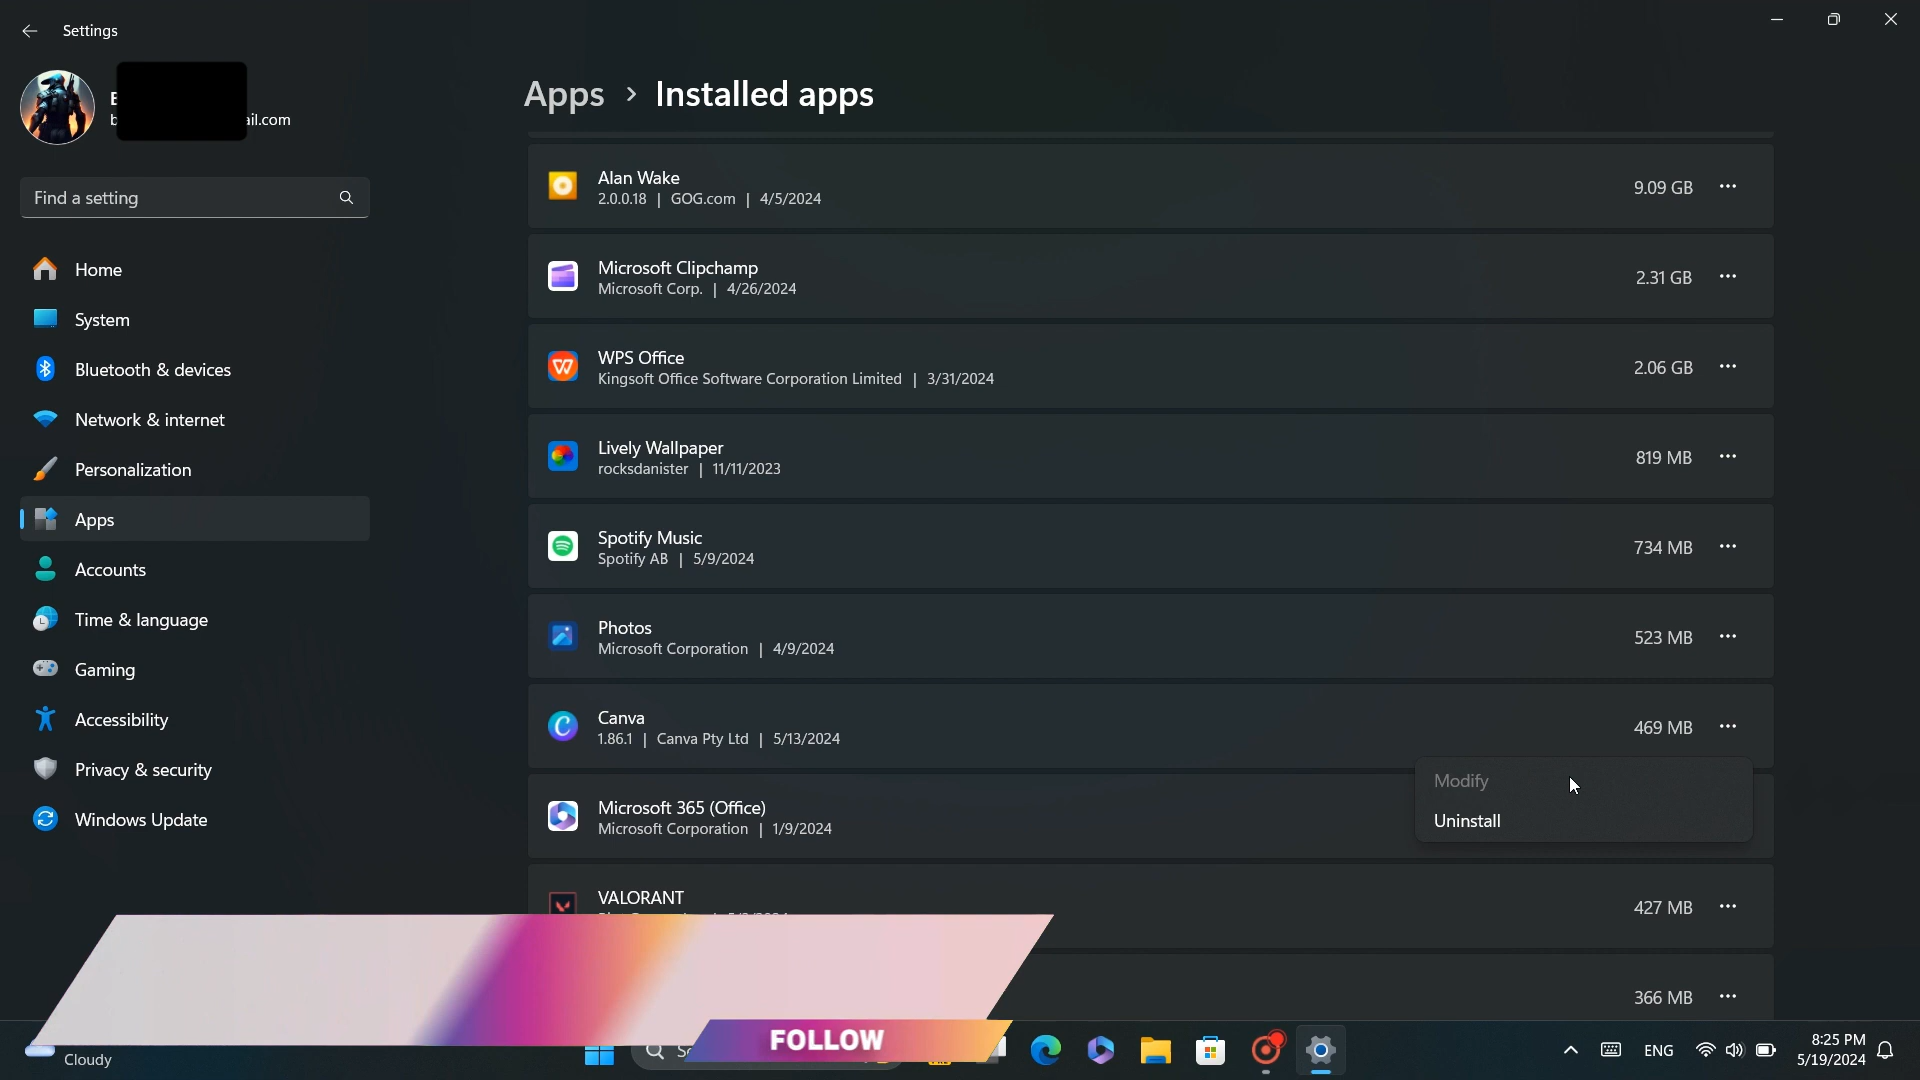 Settings
ail.com
Find a setting
Home
System
Bluetooth & devices
Network & internet
Personalization
Apps
Accounts
Time & language
Gaming
Accessibility
Privacy & security
Windows Update
Apps > Installed apps
Alan Wake
2.0.0.18 | GOG.com | 4/5/2024
9.09 GB
Microsoft Clipchamp
Microsoft Corp. | 4/26/2024
2.31 GB
WPS Office
Kingsoft Office Software Corporation Limited | 3/31/2024
2.06 GB
Lively Wallpaper
rocksdanister | 11/11/2023
819 MB
Spotify Music
Spotify AB | 5/9/2024
734 MB
Photos
Microsoft Corporation | 4/9/2024
523 MB
Canva
1.86.1 | Canva Pty Ltd | 5/13/2024
469 MB
Modify
Uninstall
Microsoft 365 (Office)
Microsoft Corporation | 1/9/2024
VALORANT
427 MB
366 MB
FOLLOW
Cloudy
ENG
8:25 PM
5/19/2024